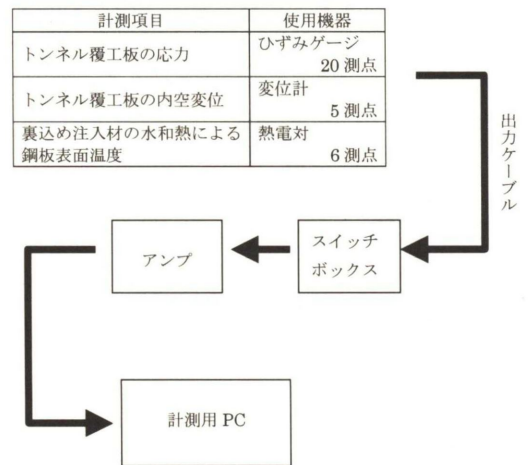 計測項目 使用機器
トンネル覆工板の応力 ひずみゲージ
20 測点
トンネル覆工板の内空変位 変位計
5 測点
裏込め注入材の水和熱による 熱電対
鋼板表面温度 6 測点
出力ケーブル
アンプ
スイッチ
ボックス
計測用 PC